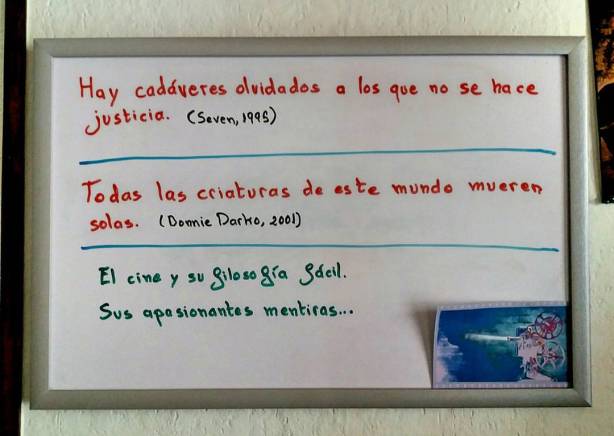 Hay cadáveres olvidados a los que no se hace
justicia. (Seven, 1995)
Todas las criaturas de este mundo mueren
solas. (Donnie Darko, 2001)
El cine y su filosofía fácil.
Sus apasionantes mentiras...